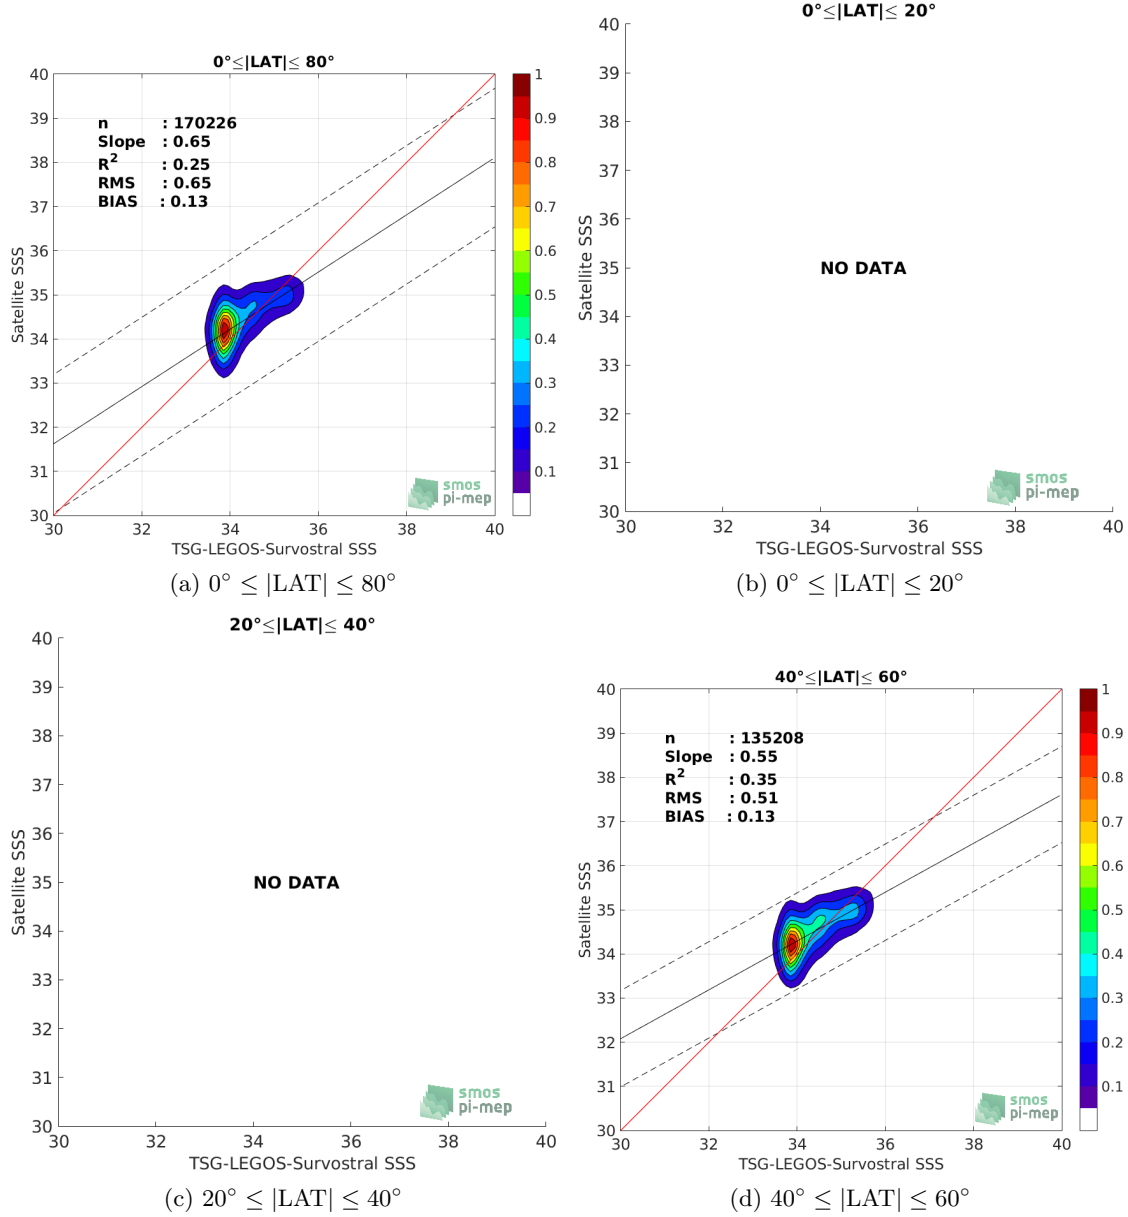 0°≤|LAT|≤ 80°
40
39
38
37
36
35
34
33
32
31
30
Satellite SSS
n : 170226
Slope : 0.65
R² : 0.25
RMS : 0.65
BIAS : 0.13
smos
pi-mep
30 32 34 36 38 40
TSG-LEGOS-Survostral SSS
1
0.9
0.8
0.7
0.6
0.5
0.4
0.3
0.2
0.1
(a) 0° ≤ |LAT| ≤ 80°
0°≤|LAT|≤ 20°
40
39
38
37
36
35
34
33
32
31
30
Satellite SSS
NO DATA
smos
pi-mep
30 32 34 36 38 40
TSG-LEGOS-Survostral SSS
(b) 0° ≤ |LAT| ≤ 20°
20°≤|LAT|≤ 40°
40
39
38
37
36
35
34
33
32
31
30
Satellite SSS
NO DATA
smos
pi-mep
30 32 34 36 38 40
TSG-LEGOS-Survostral SSS
(c) 20° ≤ |LAT| ≤ 40°
40°≤|LAT|≤ 60°
40
39
38
37
36
35
34
33
32
31
30
Satellite SSS
n : 135208
Slope : 0.55
R² : 0.35
RMS : 0.51
BIAS : 0.13
smos
pi-mep
30 32 34 36 38 40
TSG-LEGOS-Survostral SSS
1
0.9
0.8
0.7
0.6
0.5
0.4
0.3
0.2
0.1
(d) 40° ≤ |LAT| ≤ 60°